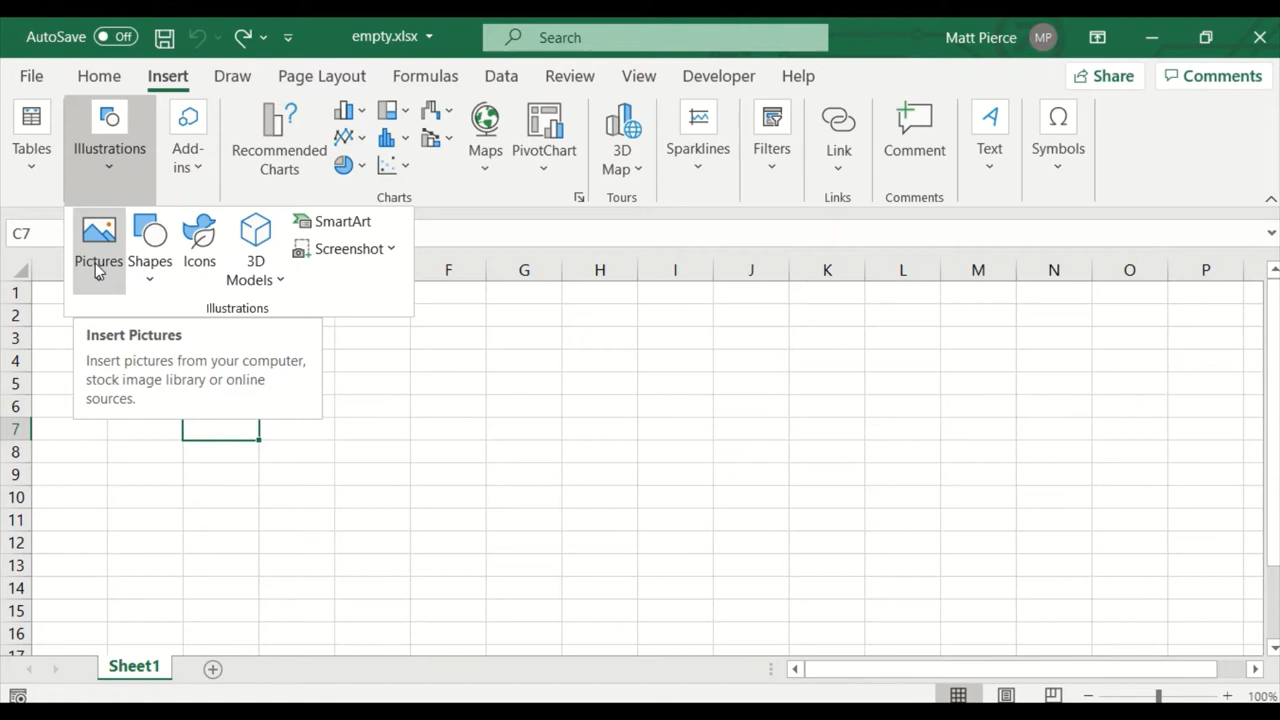 AutoSave Off empty.xlsx Search Matt Pierce MP
File Home Insert Draw Page Layout Formulas Data Review View Developer Help Share Comments
Tables Illustrations Add-ins Recommended Charts Maps PivotChart 3D Map Sparklines Filters Link Comment Text Symbols
Charts Tours Links Comments
C7
Pictures Shapes Icons 3D Models SmartArt
Screenshot
Illustrations
Insert Pictures
Insert pictures from your computer,
stock image library or online
sources.
F G H I J K L M N O P
1
2
3
4
5
6
7
8
9
10
11
12
13
14
15
16
17
Sheet1
100%